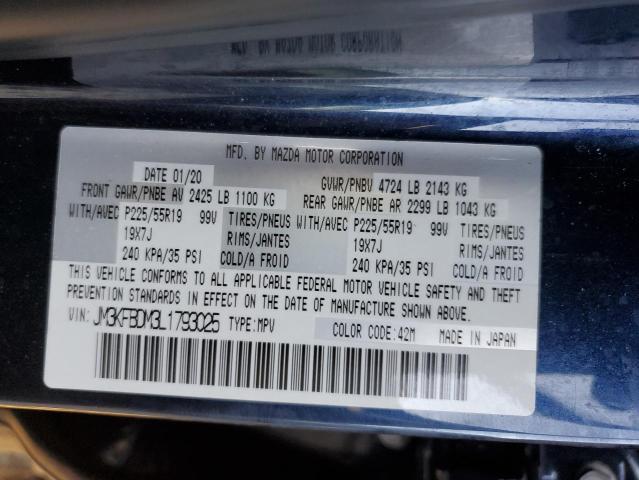 MFD. BY MAZDA MOTOR CORPORATION
MFD. BY MAZDA MOTOR CORPORATION
DATE 01/20 GVWR/PNBV 4724 LB 2143 KG
FRONT GAWR/PNBE AV 2425 LB 1100 KG REAR GAWR/PNBE AR 2299 LB 1043 KG
WITH/AVEC P225/55R19 99V TIRES/PNEUS WITH/AVEC P225/55R19 99V TIRES/PNEUS
19X7J RIMS/JANTES 19X7J RIMS/JANTES
240 KPA/35 PSI COLD/A FROID 240 KPA/35 PSI COLD/A FROID
THIS VEHICLE CONFORMS TO ALL APPLICABLE FEDERAL MOTOR VEHICLE SAFETY AND THEFT
PREVENTION STANDARDS IN EFFECT ON THE DATE OF MANUFACTURE SHOWN ABOVE.
VIN: JM3KFBDM3L1793025 TYPE:MPV COLOR CODE:42M MADE IN JAPAN